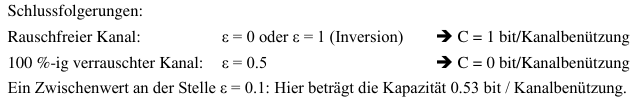 Schlussfolgerungen:
Rauschfreier Kanal: ε = 0 oder ε = 1 (Inversion) ➔ C = 1 bit/Kanalbenützung
100 %-ig verrauschter Kanal: ε = 0.5 ➔ C = 0 bit/Kanalbenützung
Ein Zwischenwert an der Stelle ε = 0.1: Hier beträgt die Kapazität 0.53 bit / Kanalbenützung.